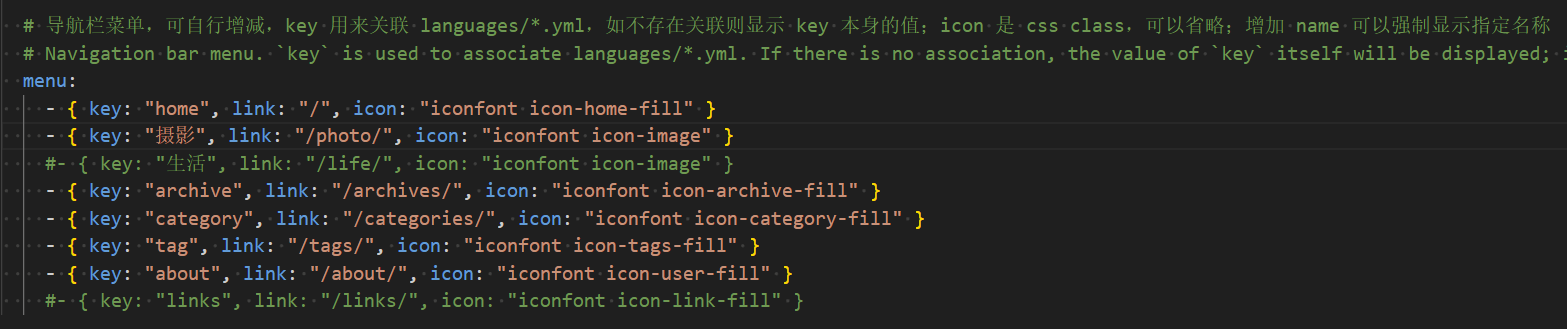 # 导航栏菜单，可自行增减，key 用来关联 languages/*.yml，如不存在关联则显示 key 本身的值；icon 是 css class，可以省略；增加 name 可以强制显示指定名称
# Navigation bar menu. `key` is used to associate languages/*.yml. If there is no association, the value of `key` itself will be displayed;
menu:
- { key: "home", link: "/", icon: "iconfont icon-home-fill" }
- { key: "摄影", link: "/photo/", icon: "iconfont icon-image" }
#- { key: "生活", link: "/life/", icon: "iconfont icon-image" }
- { key: "archive", link: "/archives/", icon: "iconfont icon-archive-fill" }
- { key: "category", link: "/categories/", icon: "iconfont icon-category-fill" }
- { key: "tag", link: "/tags/", icon: "iconfont icon-tags-fill" }
- { key: "about", link: "/about/", icon: "iconfont icon-user-fill" }
#- { key: "links", link: "/links/", icon: "iconfont icon-link-fill" }